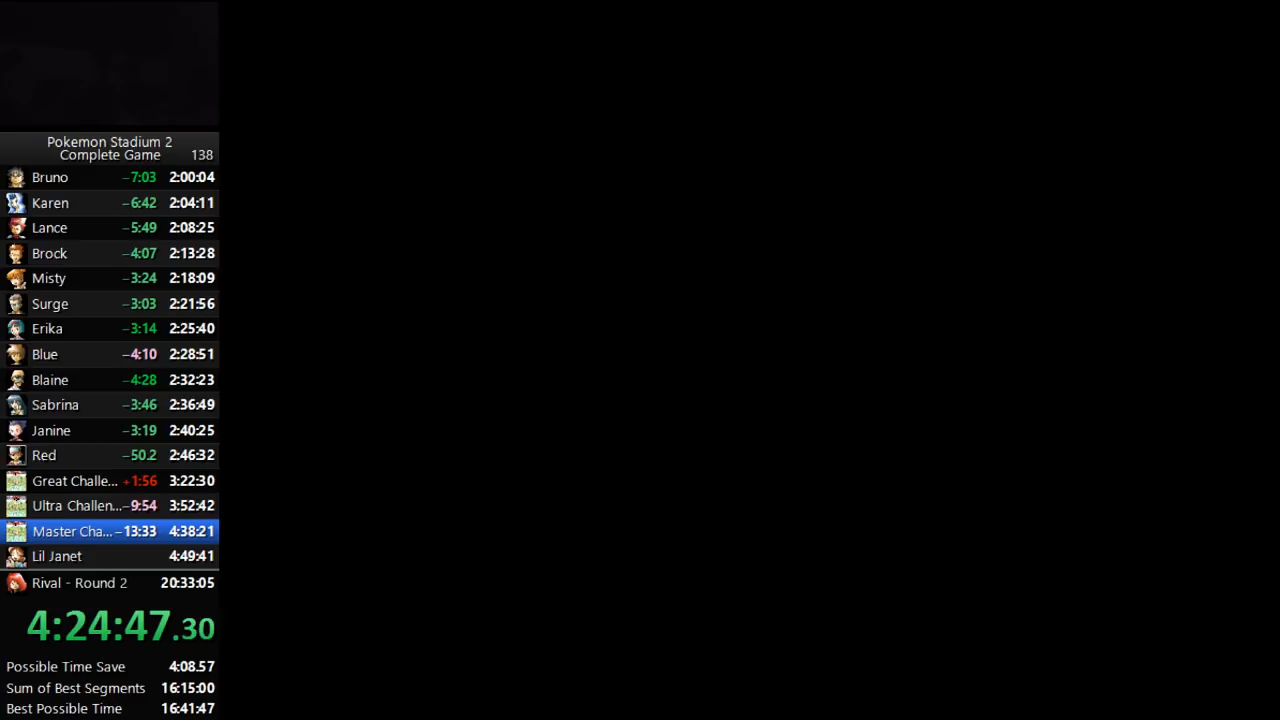 Pokemon Stadium 2
Complete Game 138
Bruno −7:03 2:00:04
Karen −6:42 2:04:11
Lance −5:49 2:08:25
Brock −4:07 2:13:28
Misty −3:24 2:18:09
Surge −3:03 2:21:56
Erika −3:14 2:25:40
Blue −4:10 2:28:51
Blaine −4:28 2:32:23
Sabrina −3:46 2:36:49
Janine −3:19 2:40:25
Red −50.2 2:46:32
Great Challe... +1:56 3:22:30
Ultra Challen... −9:54 3:52:42
Master Cha... −13:33 4:38:21
Lil Janet 4:49:41
Rival - Round 2 20:33:05
4:24:47.30
Possible Time Save 4:08.57
Sum of Best Segments 16:15:00
Best Possible Time 16:41:47